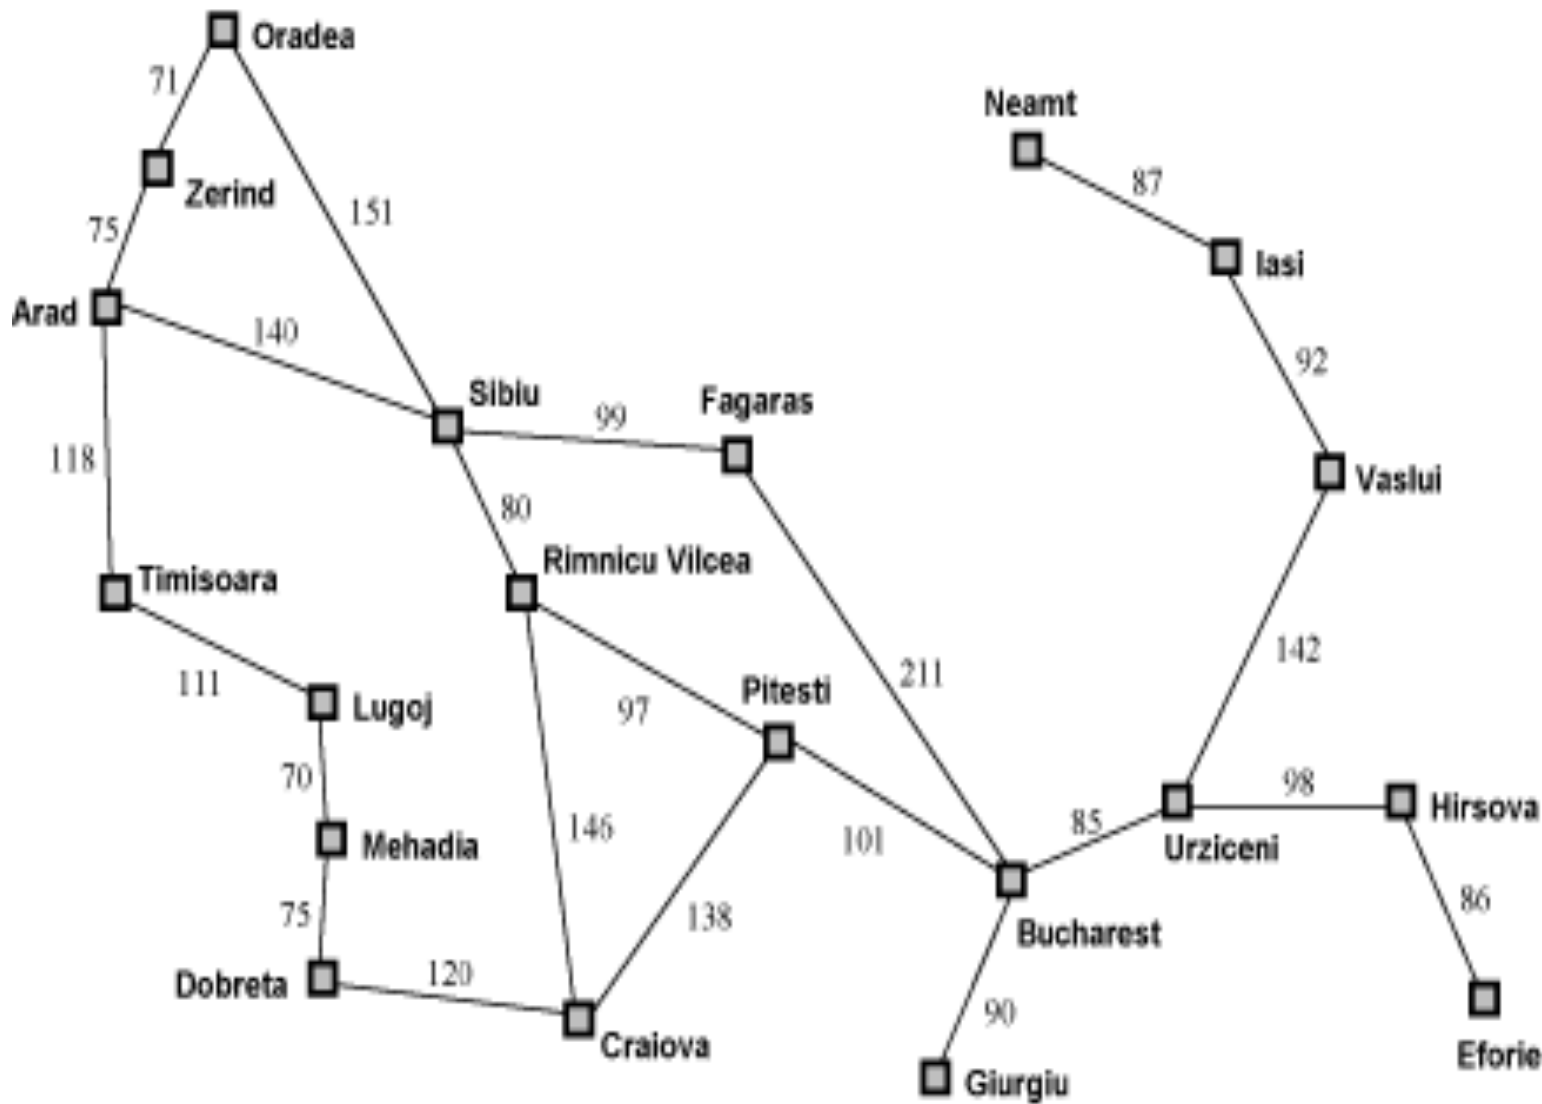 Oradea
71
Neamt
87
Zerind
151
75
Iasi
Arad
140
92
Sibiu
Fagaras
99
118
Vaslui
80
Rimnicu Vilcea
Timisoara
142
211
111
Lugoj
97
Pitesti
70
98
Hirsova
85
146
101
Mehadia
Urziceni
86
75
138
Bucharest
Dobreta
120
90
Craiova
Eforie
Giurgiu